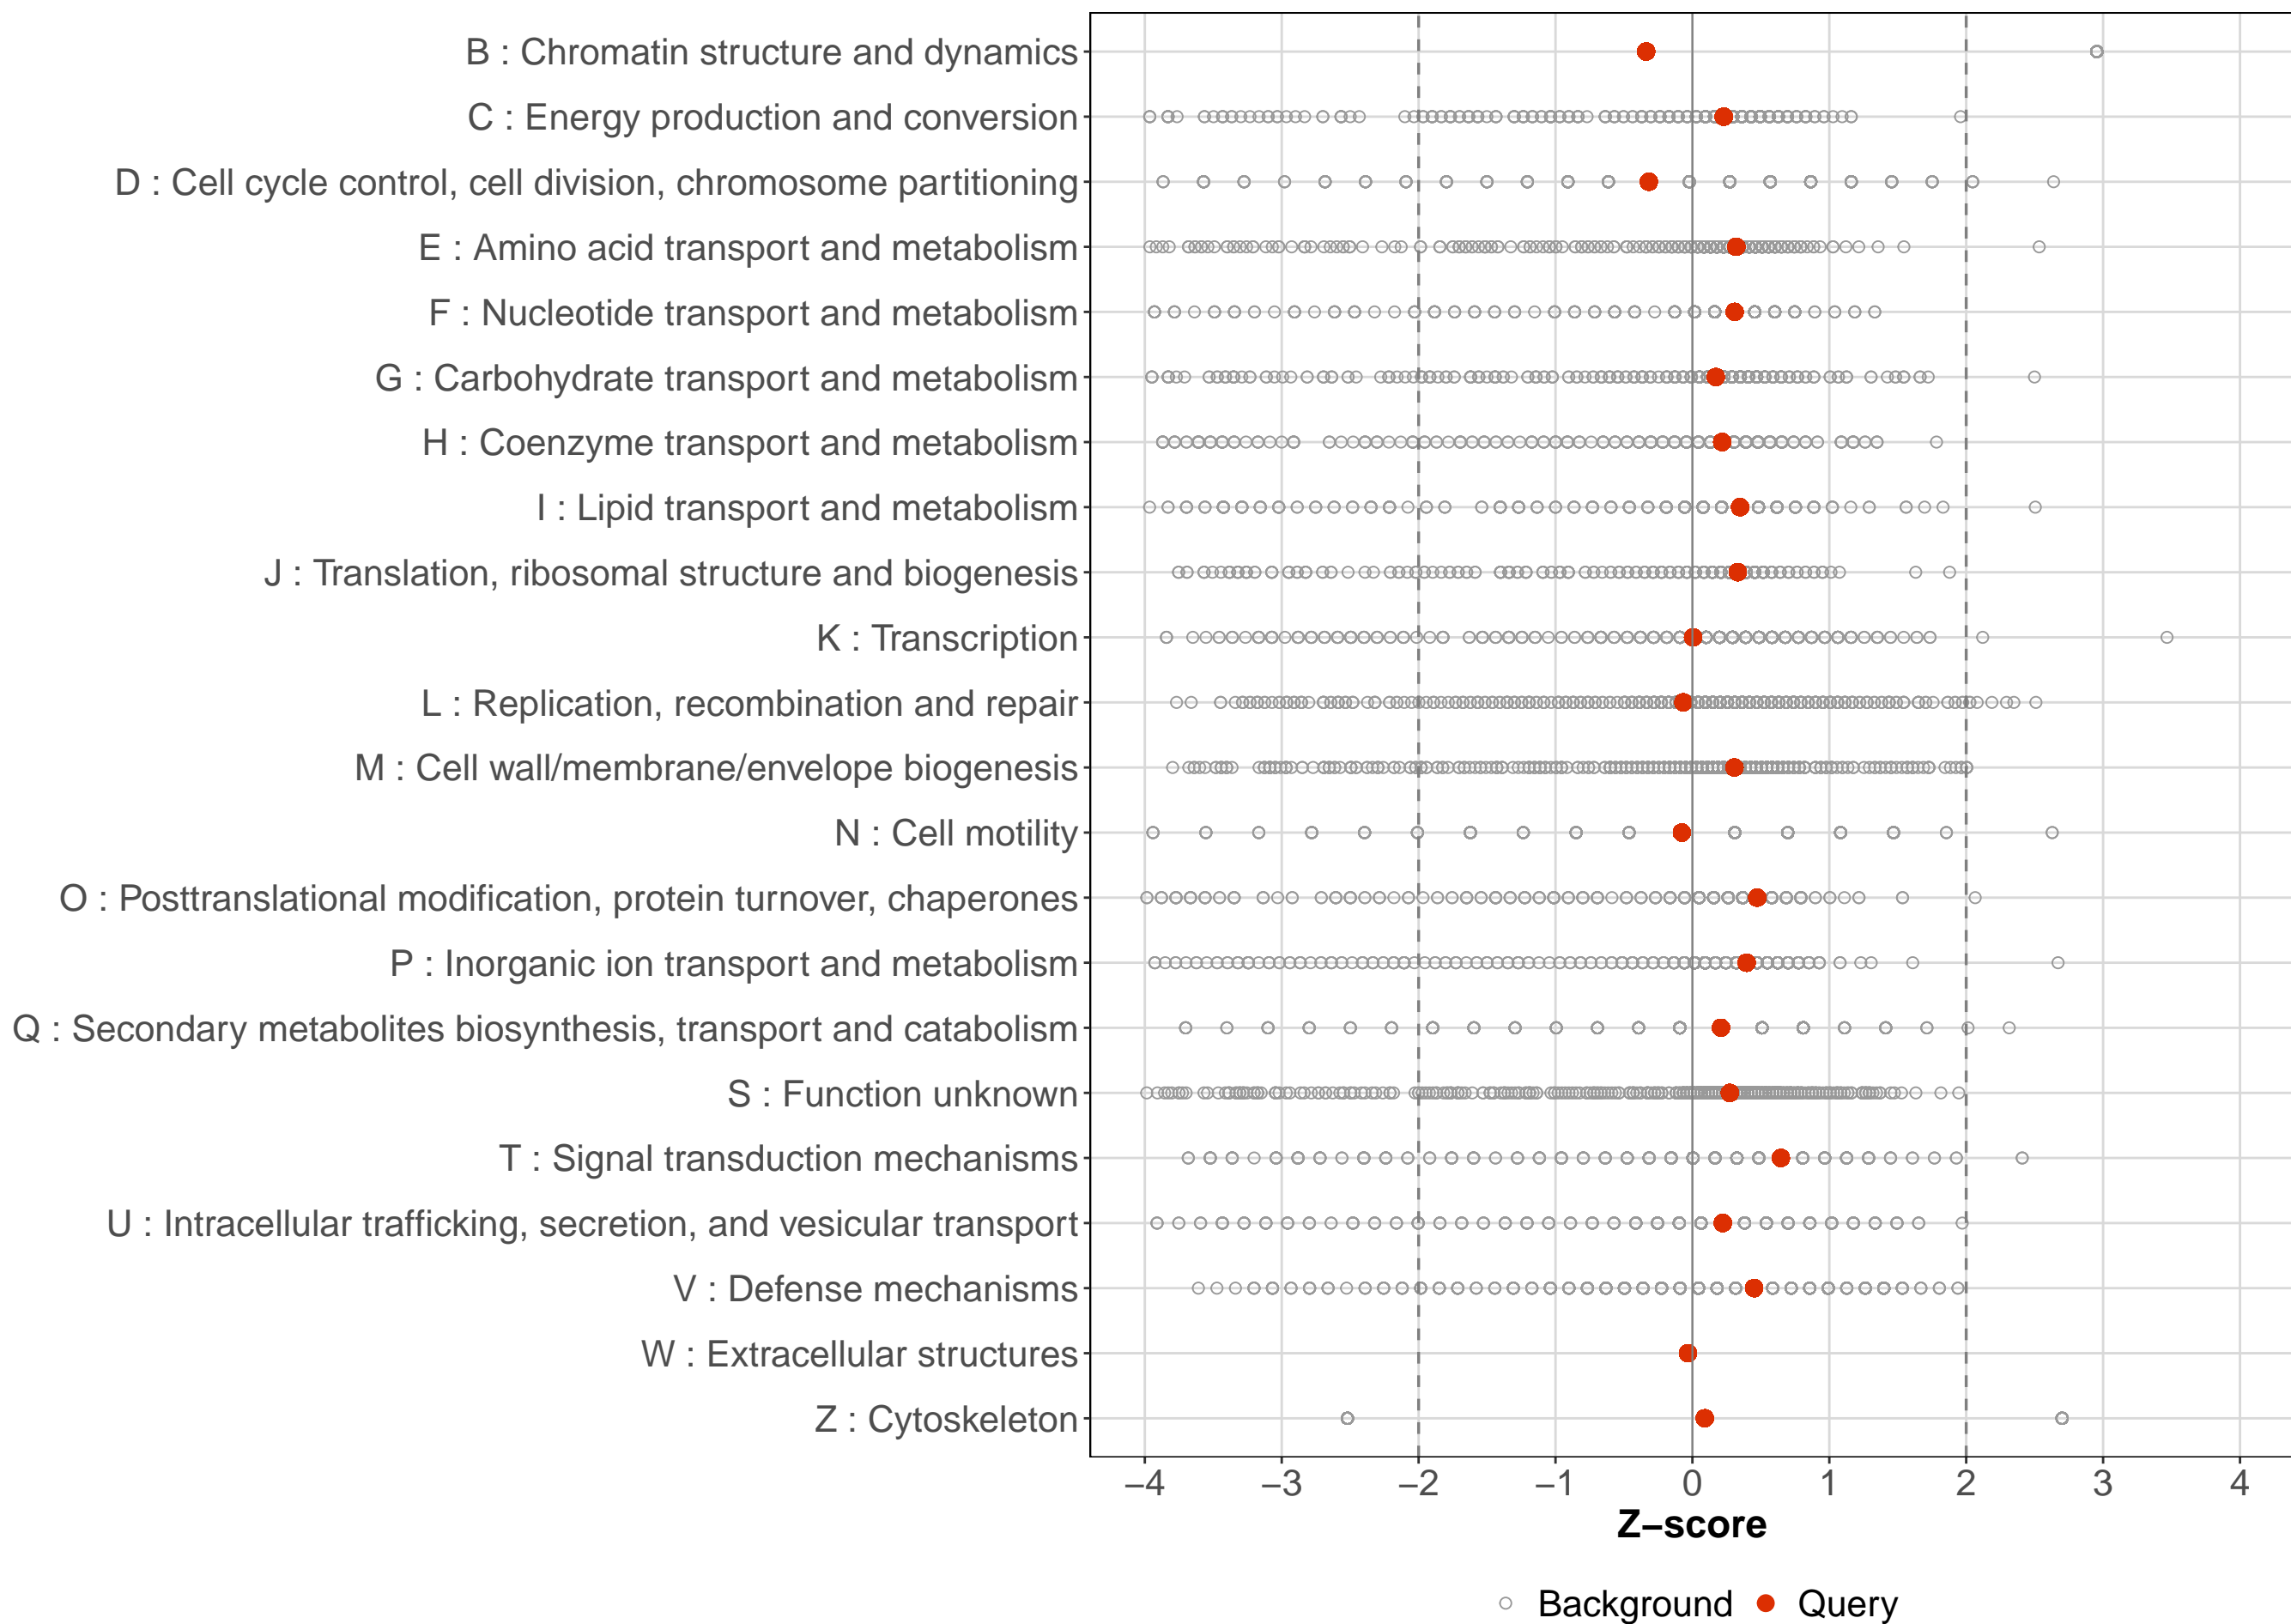 B : Chromatin structure and dynamics
C : Energy production and conversion
D : Cell cycle control, cell division, chromosome partitioning
E : Amino acid transport and metabolism
F : Nucleotide transport and metabolism
G : Carbohydrate transport and metabolism
H : Coenzyme transport and metabolism
I : Lipid transport and metabolism
J : Translation, ribosomal structure and biogenesis
K : Transcription
L : Replication, recombination and repair
M : Cell wall/membrane/envelope biogenesis
N : Cell motility
O : Posttranslational modification, protein turnover, chaperones
P : Inorganic ion transport and metabolism
Q : Secondary metabolites biosynthesis, transport and catabolism
S : Function unknown
T : Signal transduction mechanisms
U : Intracellular trafficking, secretion, and vesicular transport
V : Defense mechanisms
W : Extracellular structures
Z : Cytoskeleton
−4 −3 −2 −1 0 1 2 3 4
Z−score
Background Query